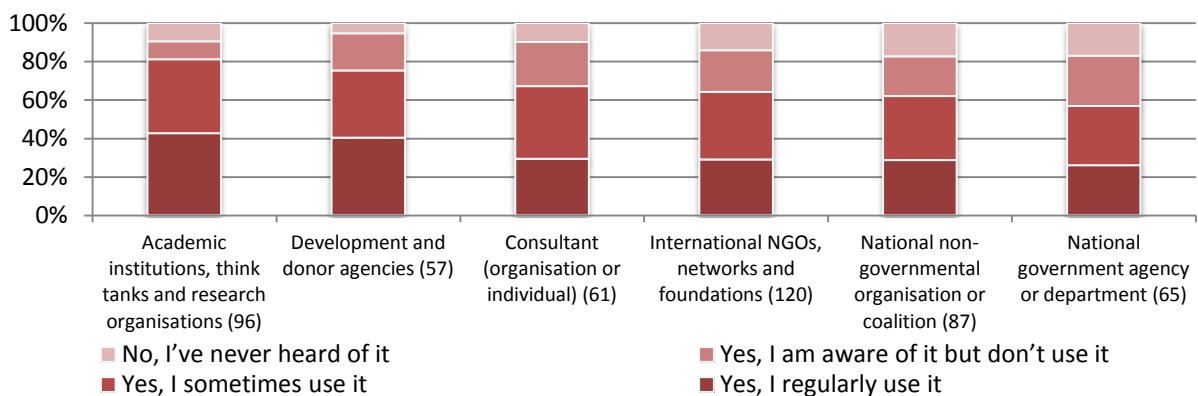 100%
80%
60%
40%
20%
0%
Academic
institutions, think
tanks and research
organisations (96)
Development and
donor agencies (57)
Consultant
(organisation or
individual) (61)
International NGOs,
networks and
foundations (120)
National non-
governmental
organisation or
coalition (87)
National
government agency
or department (65)
No, I’ve never heard of it
Yes, I am aware of it but don’t use it
Yes, I sometimes use it
Yes, I regularly use it